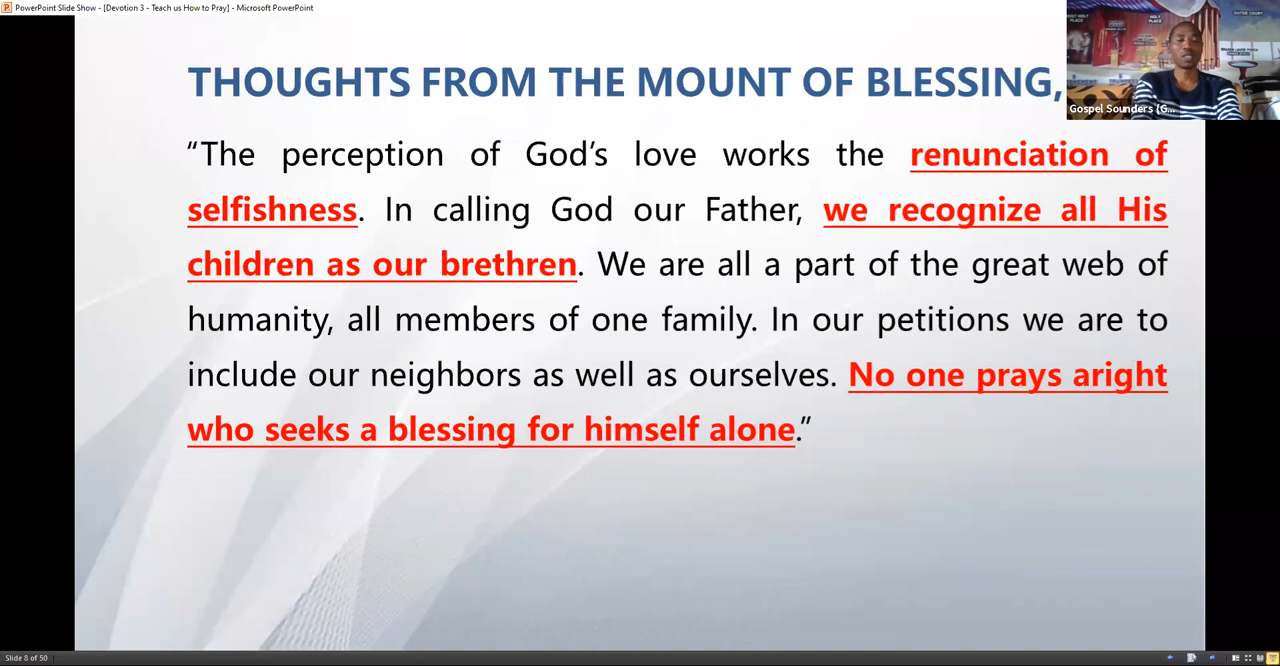 PowerPoint Slide Show - [Devotion 3 - Teach us How to Pray] - Microsoft PowerPoint
THOUGHTS FROM THE MOUNT OF BLESSING,
“The perception of God’s love works the renunciation of
selfishness. In calling God our Father, we recognize all His
children as our brethren. We are all a part of the great web of
humanity, all members of one family. In our petitions we are to
include our neighbors as well as ourselves. No one prays aright
who seeks a blessing for himself alone.”
HOLY
PLACE
OUTER COURT
Gospel Sounders (G...
Slide 8 of 50